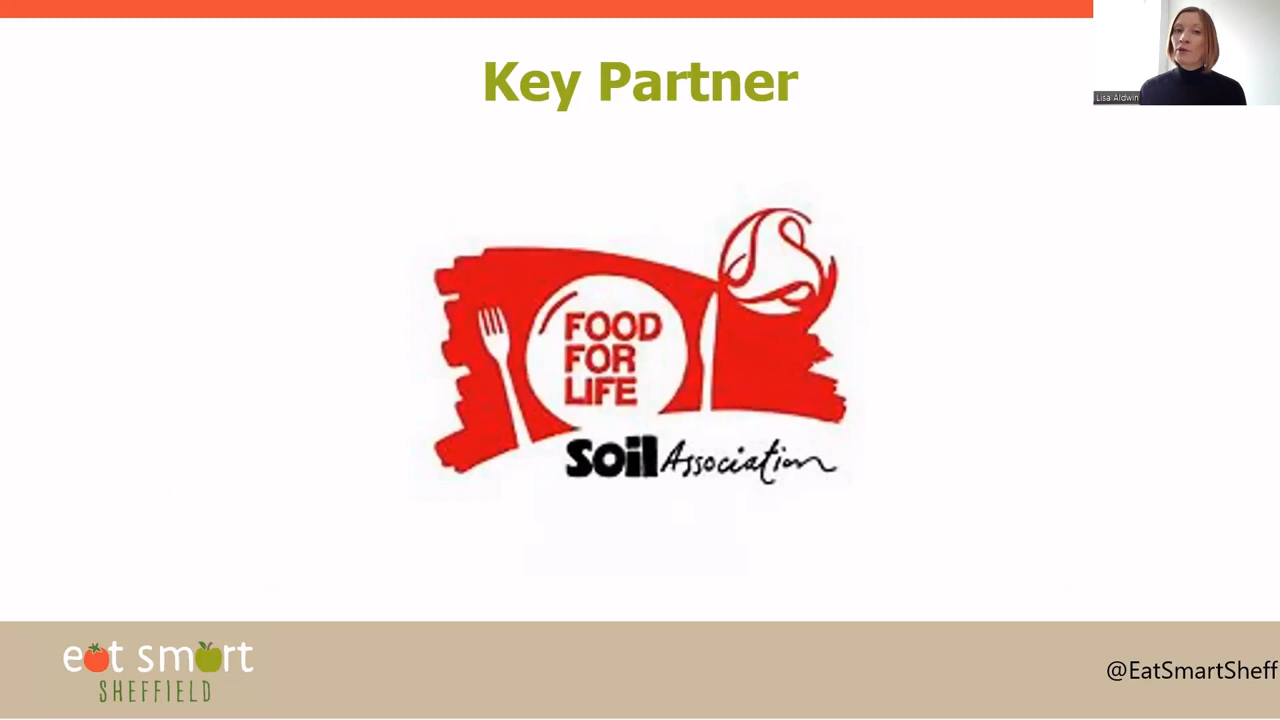 Key Partner
Lisa Aldwin
FOOD
FOR
LIFE
Soil Association
eat smart
SHEFFIELD
@EatSmartSheff